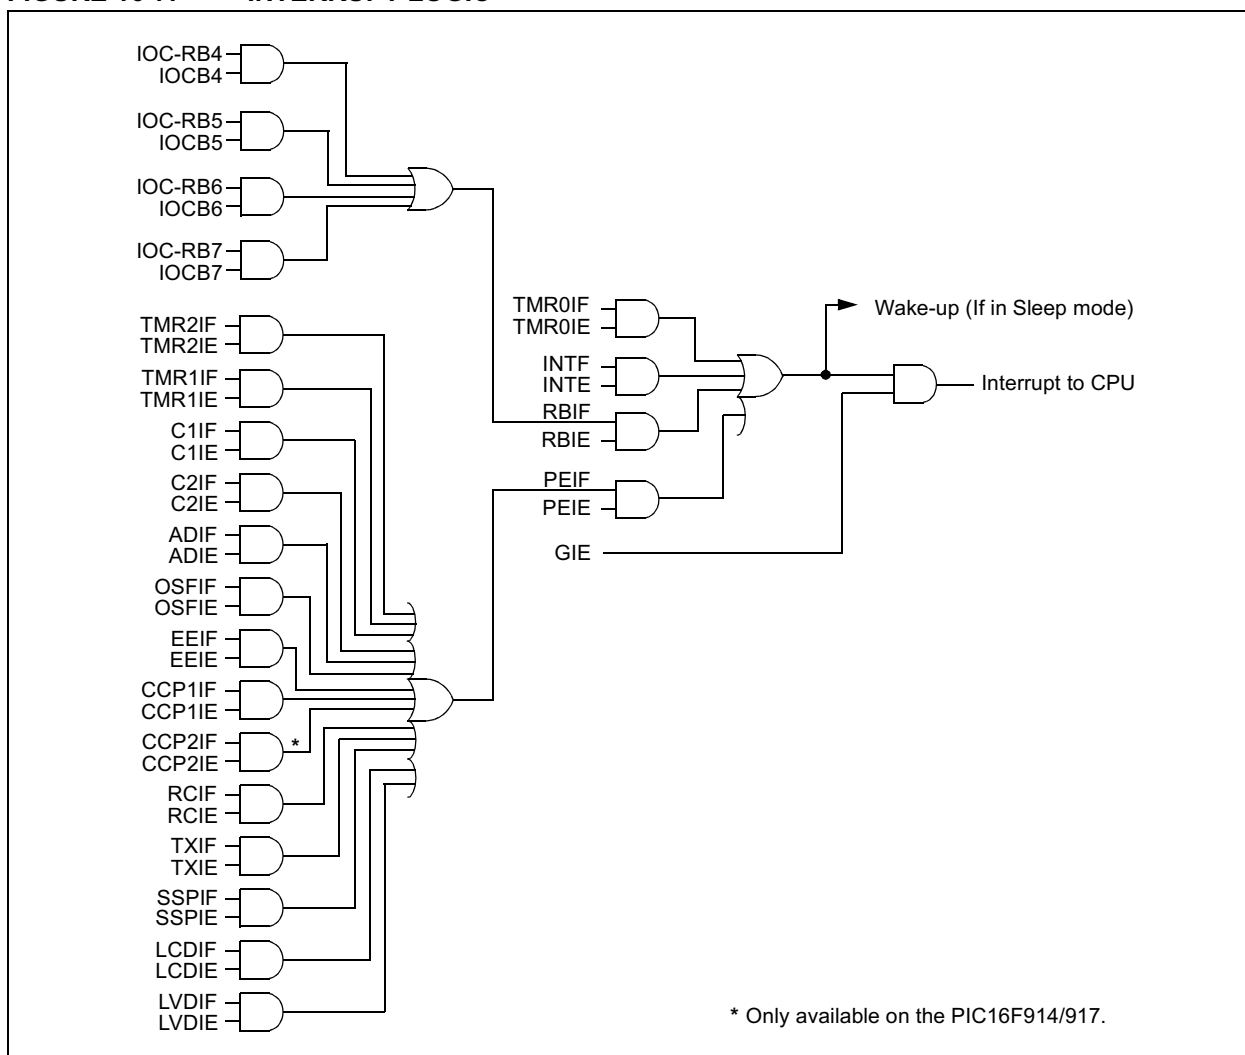 IOC-RB4
IOCB4
IOC-RB5
IOCB5
IOC-RB6
IOCB6
IOC-RB7
IOCB7
TMR2IF
TMR2IE
TMR1IF
TMR1IE
C1IF
C1IE
C2IF
C2IE
ADIF
ADIE
OSFIF
OSFIE
EEIF
EEIE
CCP1IF
CCP1IE
CCP2IF
*
CCP2IE
RCIF
RCIE
TXIF
TXIE
SSPIF
SSPIE
LCDIF
LCDIE
LVDIF
LVDIE
TMR0IF
TMR0IE
INTF
INTE
RBIF
RBIE
PEIF
PEIE
GIE
Wake-up (If in Sleep mode)
Interrupt to CPU
* Only available on the PIC16F914/917.